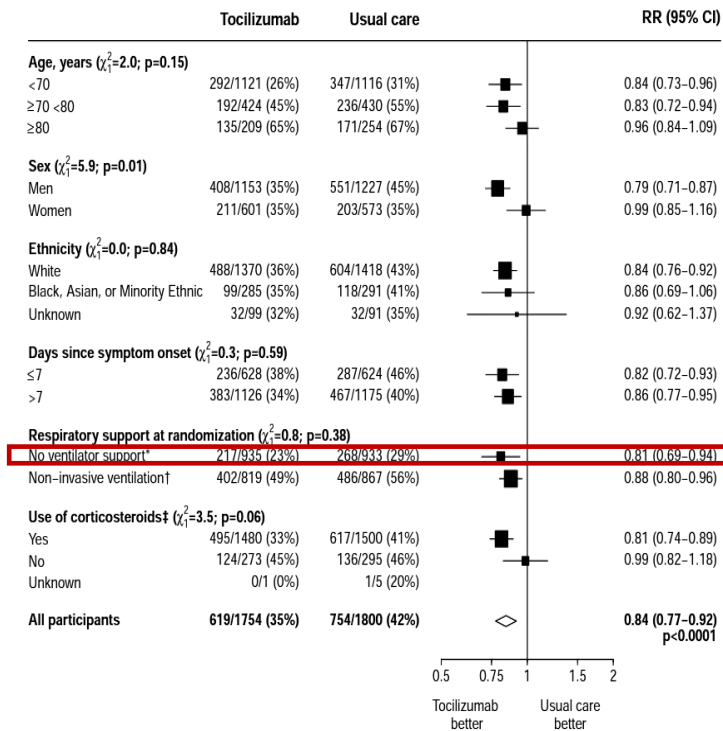 Tocilizumab Usual care RR (95% CI)
Age, years (χ²₁=2.0; p=0.15)
<70 292/1121 (26%) 347/1116 (31%) 0.84 (0.73−0.96)
≥70 <80 192/424 (45%) 236/430 (55%) 0.83 (0.72−0.94)
≥80 135/209 (65%) 171/254 (67%) 0.96 (0.84−1.09)
Sex (χ²₁=5.9; p=0.01)
Men 408/1153 (35%) 551/1227 (45%) 0.79 (0.71−0.87)
Women 211/601 (35%) 203/573 (35%) 0.99 (0.85−1.16)
Ethnicity (χ²₁=0.0; p=0.84)
White 488/1370 (36%) 604/1418 (43%) 0.84 (0.76−0.92)
Black, Asian, or Minority Ethnic 99/285 (35%) 118/291 (41%) 0.86 (0.69−1.06)
Unknown 32/99 (32%) 32/91 (35%) 0.92 (0.62−1.37)
Days since symptom onset (χ²₁=0.3; p=0.59)
≤7 236/628 (38%) 287/624 (46%) 0.82 (0.72−0.93)
>7 383/1126 (34%) 467/1175 (40%) 0.86 (0.77−0.95)
Respiratory support at randomization (χ²₁=0.8; p=0.38)
No ventilator support* 217/935 (23%) 268/933 (29%) 0.81 (0.69−0.94)
Non−invasive ventilation† 402/819 (49%) 486/867 (56%) 0.88 (0.80−0.96)
Use of corticosteroids‡ (χ²₁=3.5; p=0.06)
Yes 495/1480 (33%) 617/1500 (41%) 0.81 (0.74−0.89)
No 124/273 (45%) 136/295 (46%) 0.99 (0.82−1.18)
Unknown 0/1 (0%) 1/5 (20%)
All participants 619/1754 (35%) 754/1800 (42%) 0.84 (0.77−0.92)
p<0.0001
0.5 0.75 1 1.5 2
Tocilizumab Usual care
better better